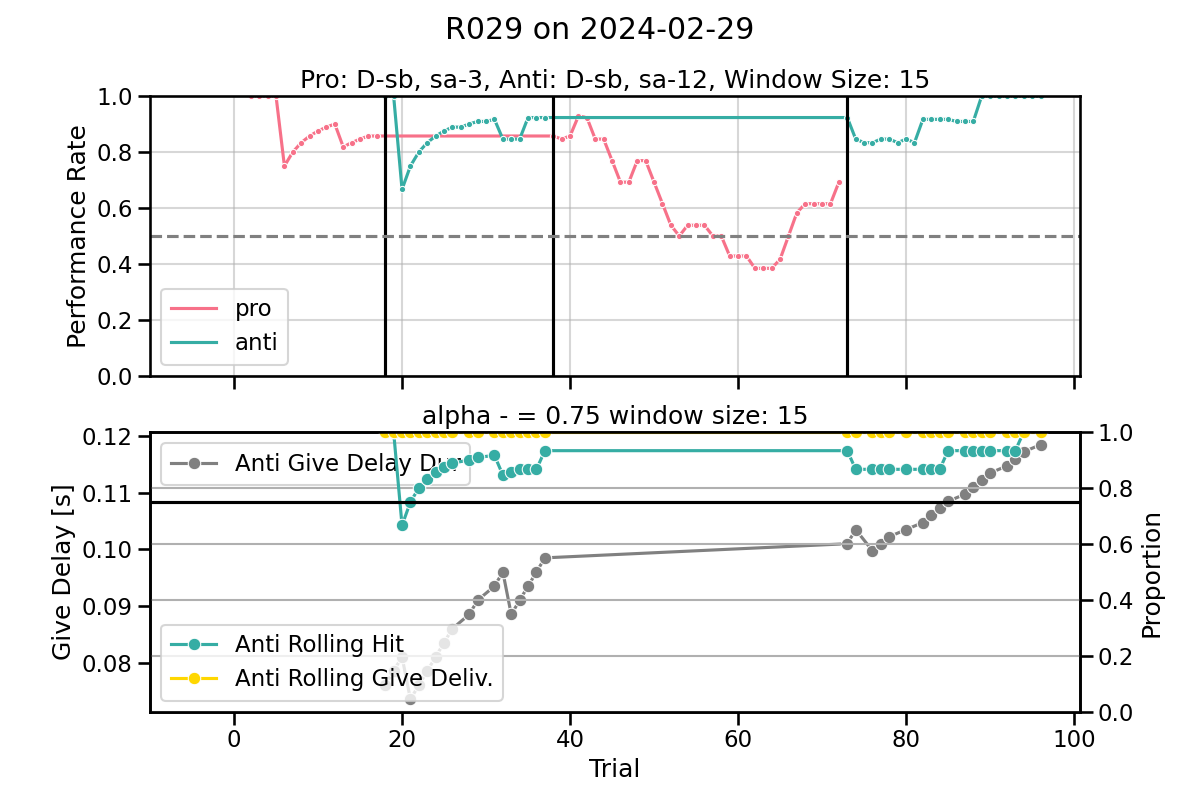 R029 on 2024-02-29
Pro: D-sb, sa-3, Anti: D-sb, sa-12, Window Size: 15
Performance Rate
1.0
0.8
0.6
0.4
0.2
0.0
pro
anti
alpha - = 0.75 window size: 15
Give Delay [s]
0.12
0.11
0.10
0.09
0.08
Anti Give Delay Dur
Anti Rolling Hit
Anti Rolling Give Deliv.
1.0
0.8
0.6
0.4
0.2
0.0
Proportion
0
20
40
60
80
100
Trial